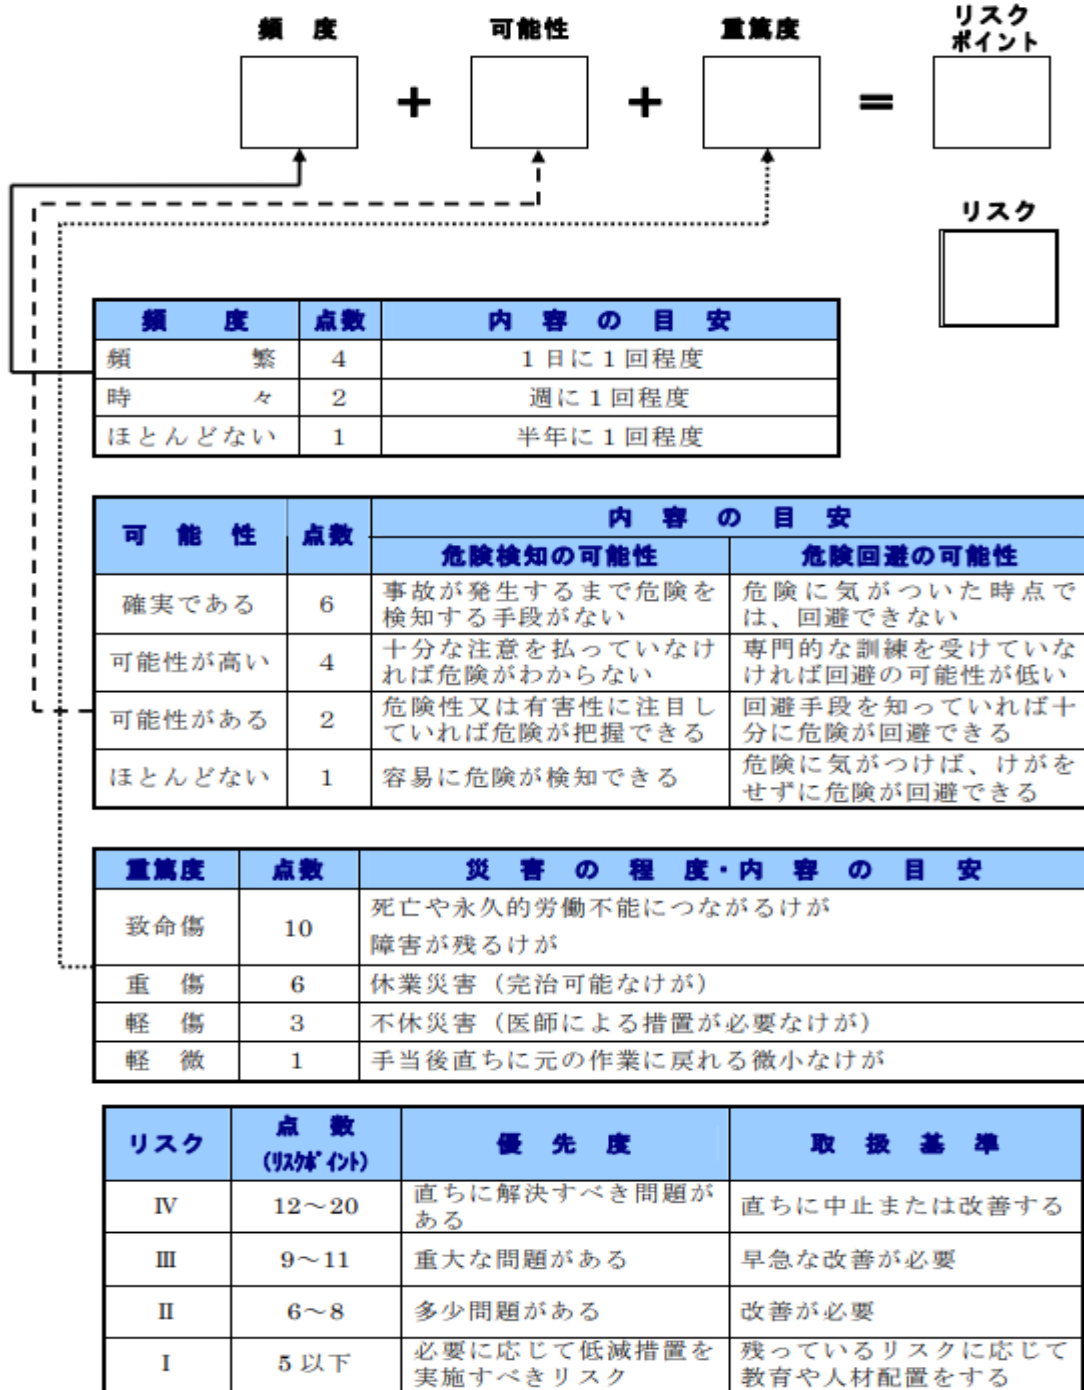 頻 度 可能性 重篤度 リスク
ポイント
+ + =
リスク
頻 度 点数 内 容 の 目 安
頻 繁 4 1日に1回程度
時 々 2 週に1回程度
ほとんどない 1 半年に1回程度
可 能 性 点数 内 容 の 目 安
危険検知の可能性 危険回避の可能性
確実である 6 事故が発生するまで危険を 危険に気がついた時点で
検知する手段がない は、回避できない
可能性が高い 4 十分な注意を払っていなけ 専門的な訓練を受けていな
れば危険がわからない ければ回避の可能性が低い
可能性がある 2 危険性又は有害性に注目し 回避手段を知っていれば十
ていれば危険が把握できる 分に危険が回避できる
ほとんどない 1 容易に危険が検知できる 危険に気がつけば、けがを
せずに危険が回避できる
重篤度 点数 災 害 の 程 度・内 容 の 目 安
致命傷 10 死亡や永久的労働不能につながるけが
障害が残るけが
重 傷 6 休業災害（完治可能なけが）
軽 傷 3 不休災害（医師による措置が必要なけが）
軽 微 1 手当後直ちに元の作業に戻れる微小なけが
リスク 点 数 優 先 度 取 扱 基 準
(ﾘｽｸﾎﾟｲﾝﾄ)
Ⅳ 12～20 直ちに解決すべき問題が 直ちに中止または改善する
ある
Ⅲ 9～11 重大な問題がある 早急な改善が必要
Ⅱ 6～8 多少問題がある 改善が必要
Ⅰ 5以下 必要に応じて低減措置を 残っているリスクに応じて
実施すべきリスク 教育や人材配置をする